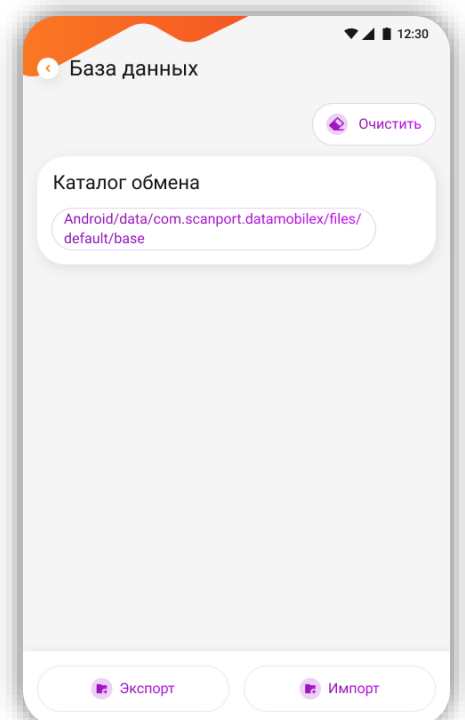 12:30
База данных
Очистить
Каталог обмена
Android/data/com.scanport.datamobilex/files/
default/base
Экспорт
Импорт